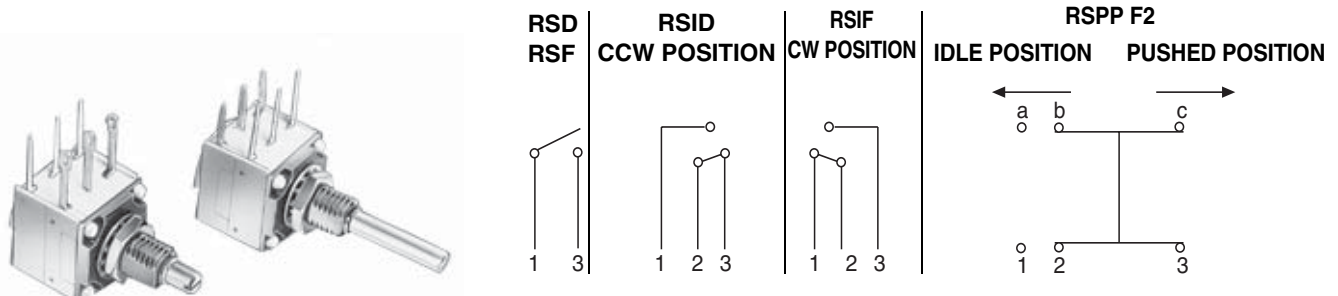 RSD
RSF
RSID
CCW POSITION
RSIF
CW POSITION
RSPP F2
IDLE POSITION PUSHED POSITION
a b c
1 3
1 2 3
1 2 3
1 2 3